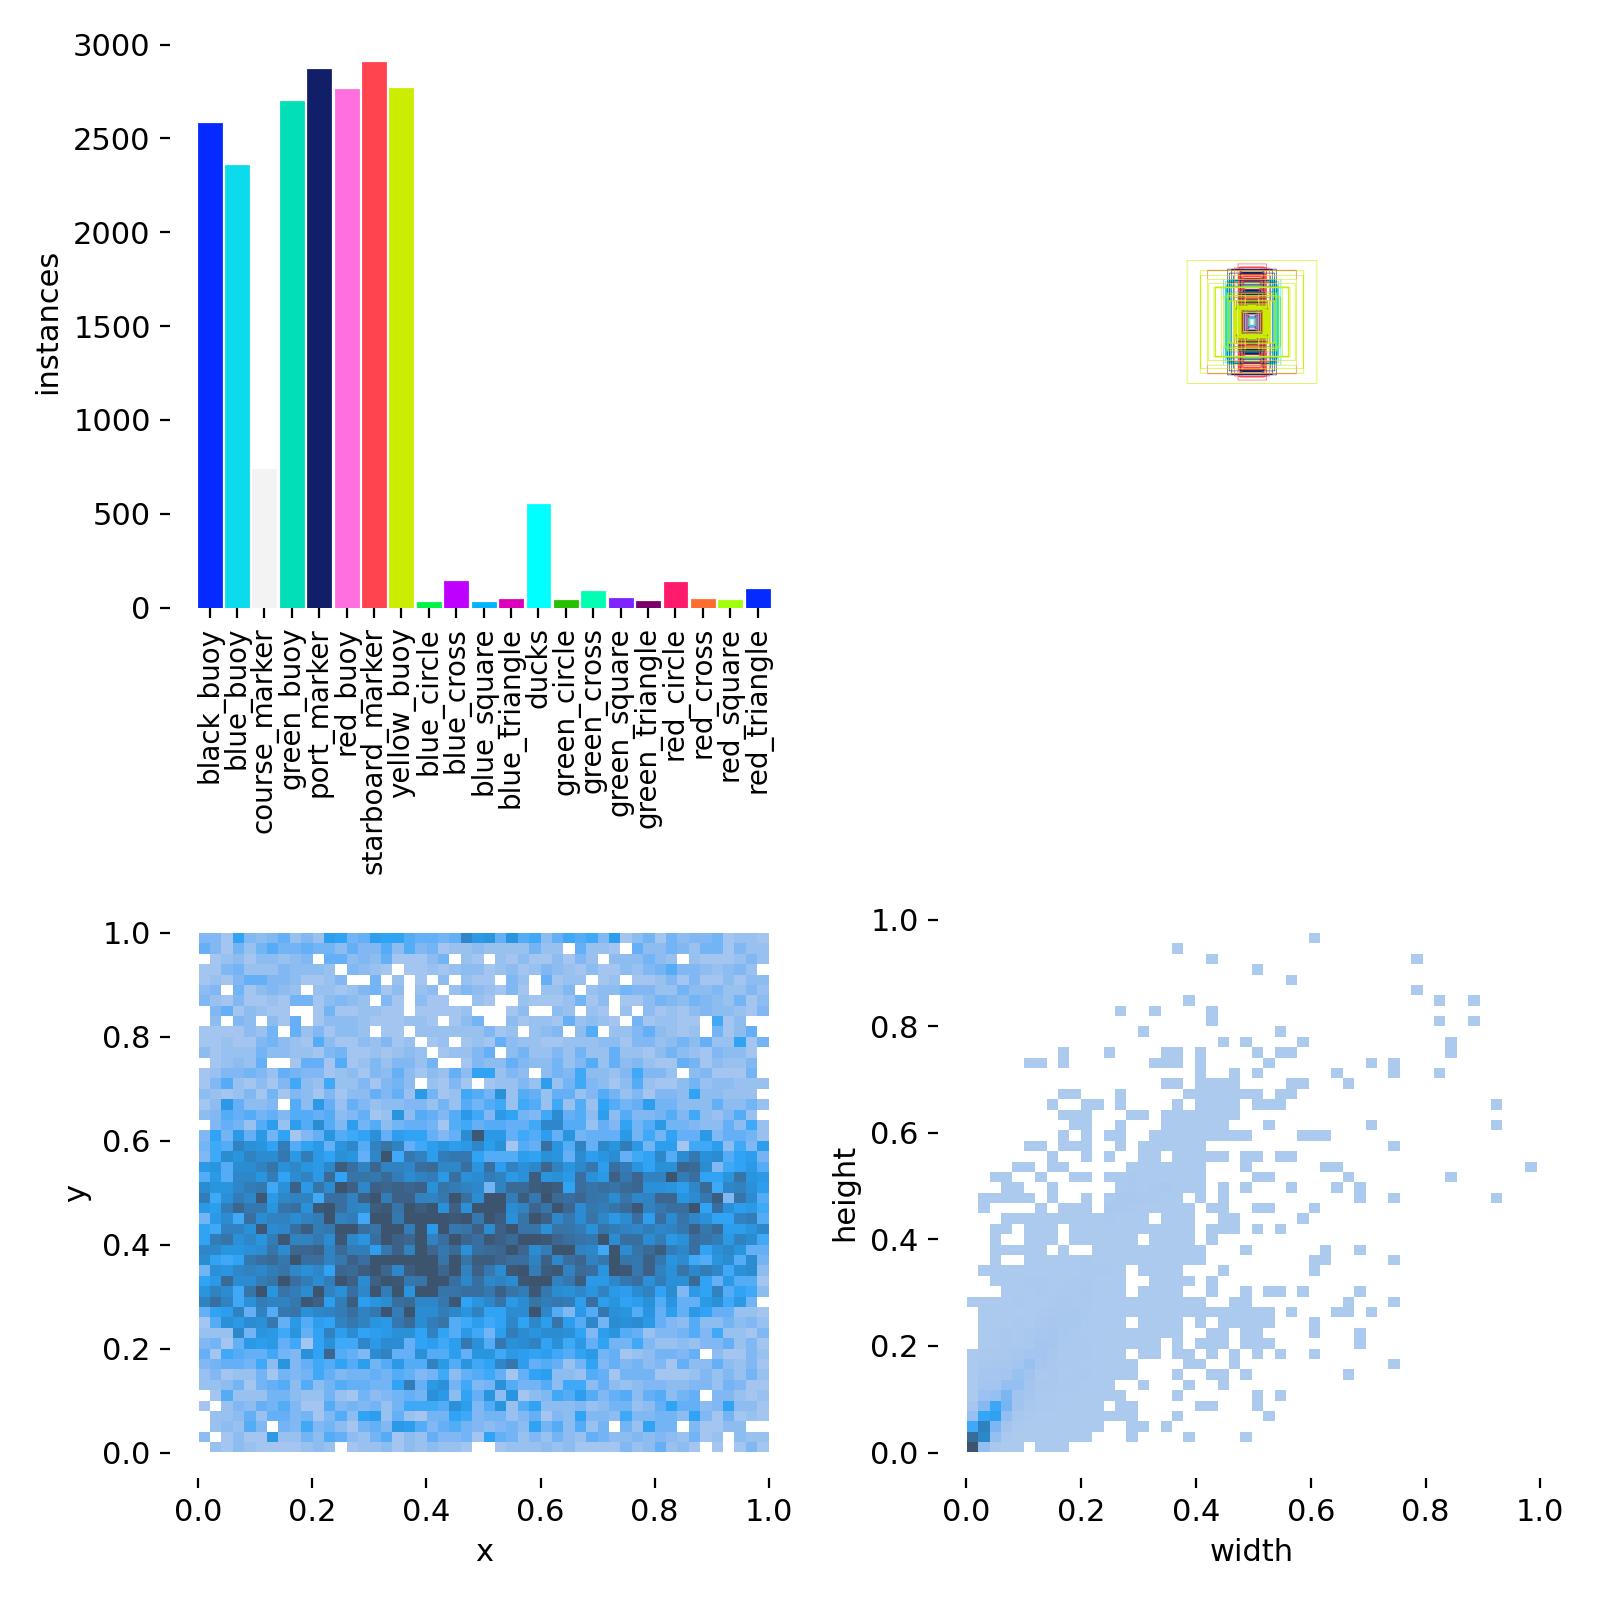 3000
2500
2000
1500
1000
500
0
instances
black_buoy
blue_buoy
course_marker
green_buoy
port_marker
red_buoy
starboard_marker
yellow_buoy
blue_circle
blue_cross
blue_square
blue_triangle
ducks
green_circle
green_cross
green_square
green_triangle
red_circle
red_cross
red_square
red_triangle
1.0
0.8
0.6
0.4
0.2
0.0
y
0.0 0.2 0.4 0.6 0.8 1.0
x
1.0
0.8
0.6
0.4
0.2
0.0
height
0.0 0.2 0.4 0.6 0.8 1.0
width